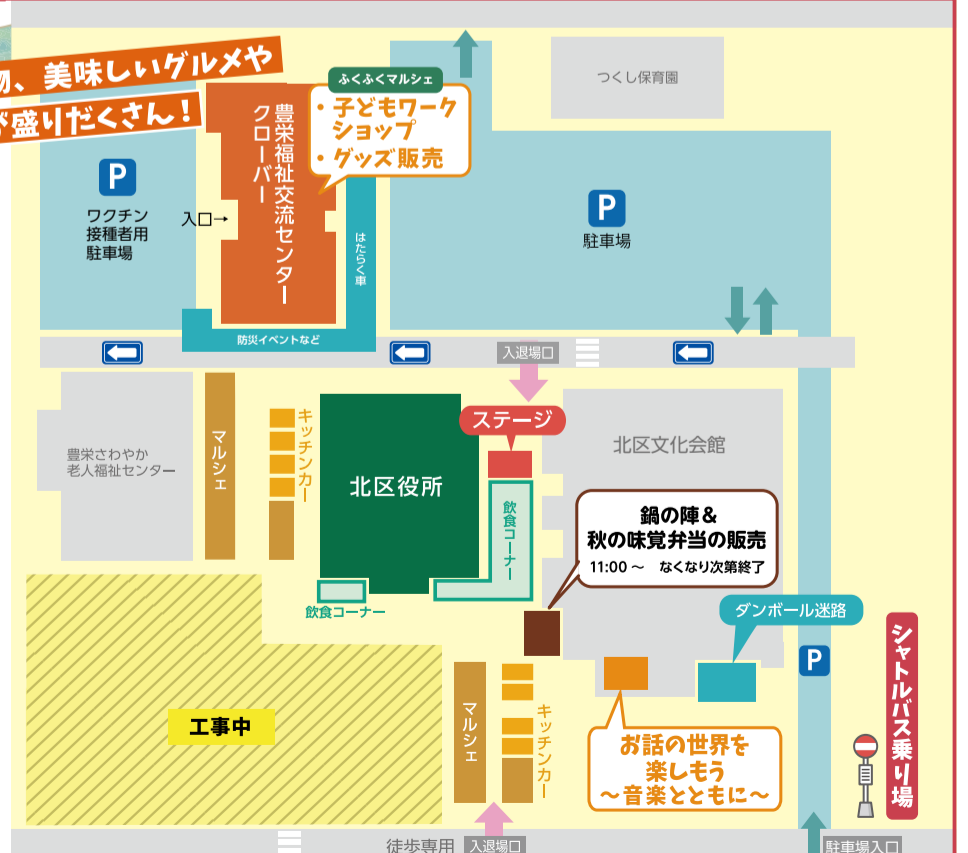 物、美味しいグルメや
び盛りだくさん！
ふくふくマルシェ
・子どもワーク
ショップ
・グッズ販売
つくし保育園
豊栄福祉交流センター
クローバー
P
ワクチン
接種者用
駐車場
入口→
はたらく車
P
駐車場
防災イベントなど
入退場口
豊栄さわやか
老人福祉センター
マルシェ
キッチンカー
北区役所
ステージ
飲食コーナー
北区文化会館
鍋の陣＆
秋の味覚弁当の販売
11:00 ～ なくなり次第終了
飲食コーナー
ダンボール迷路
P
シャトルバス乗り場
工事中
マルシェ
キッチンカー
お話の世界を
楽しもう
～音楽とともに～
徒歩専用
入退場口
駐車場入口